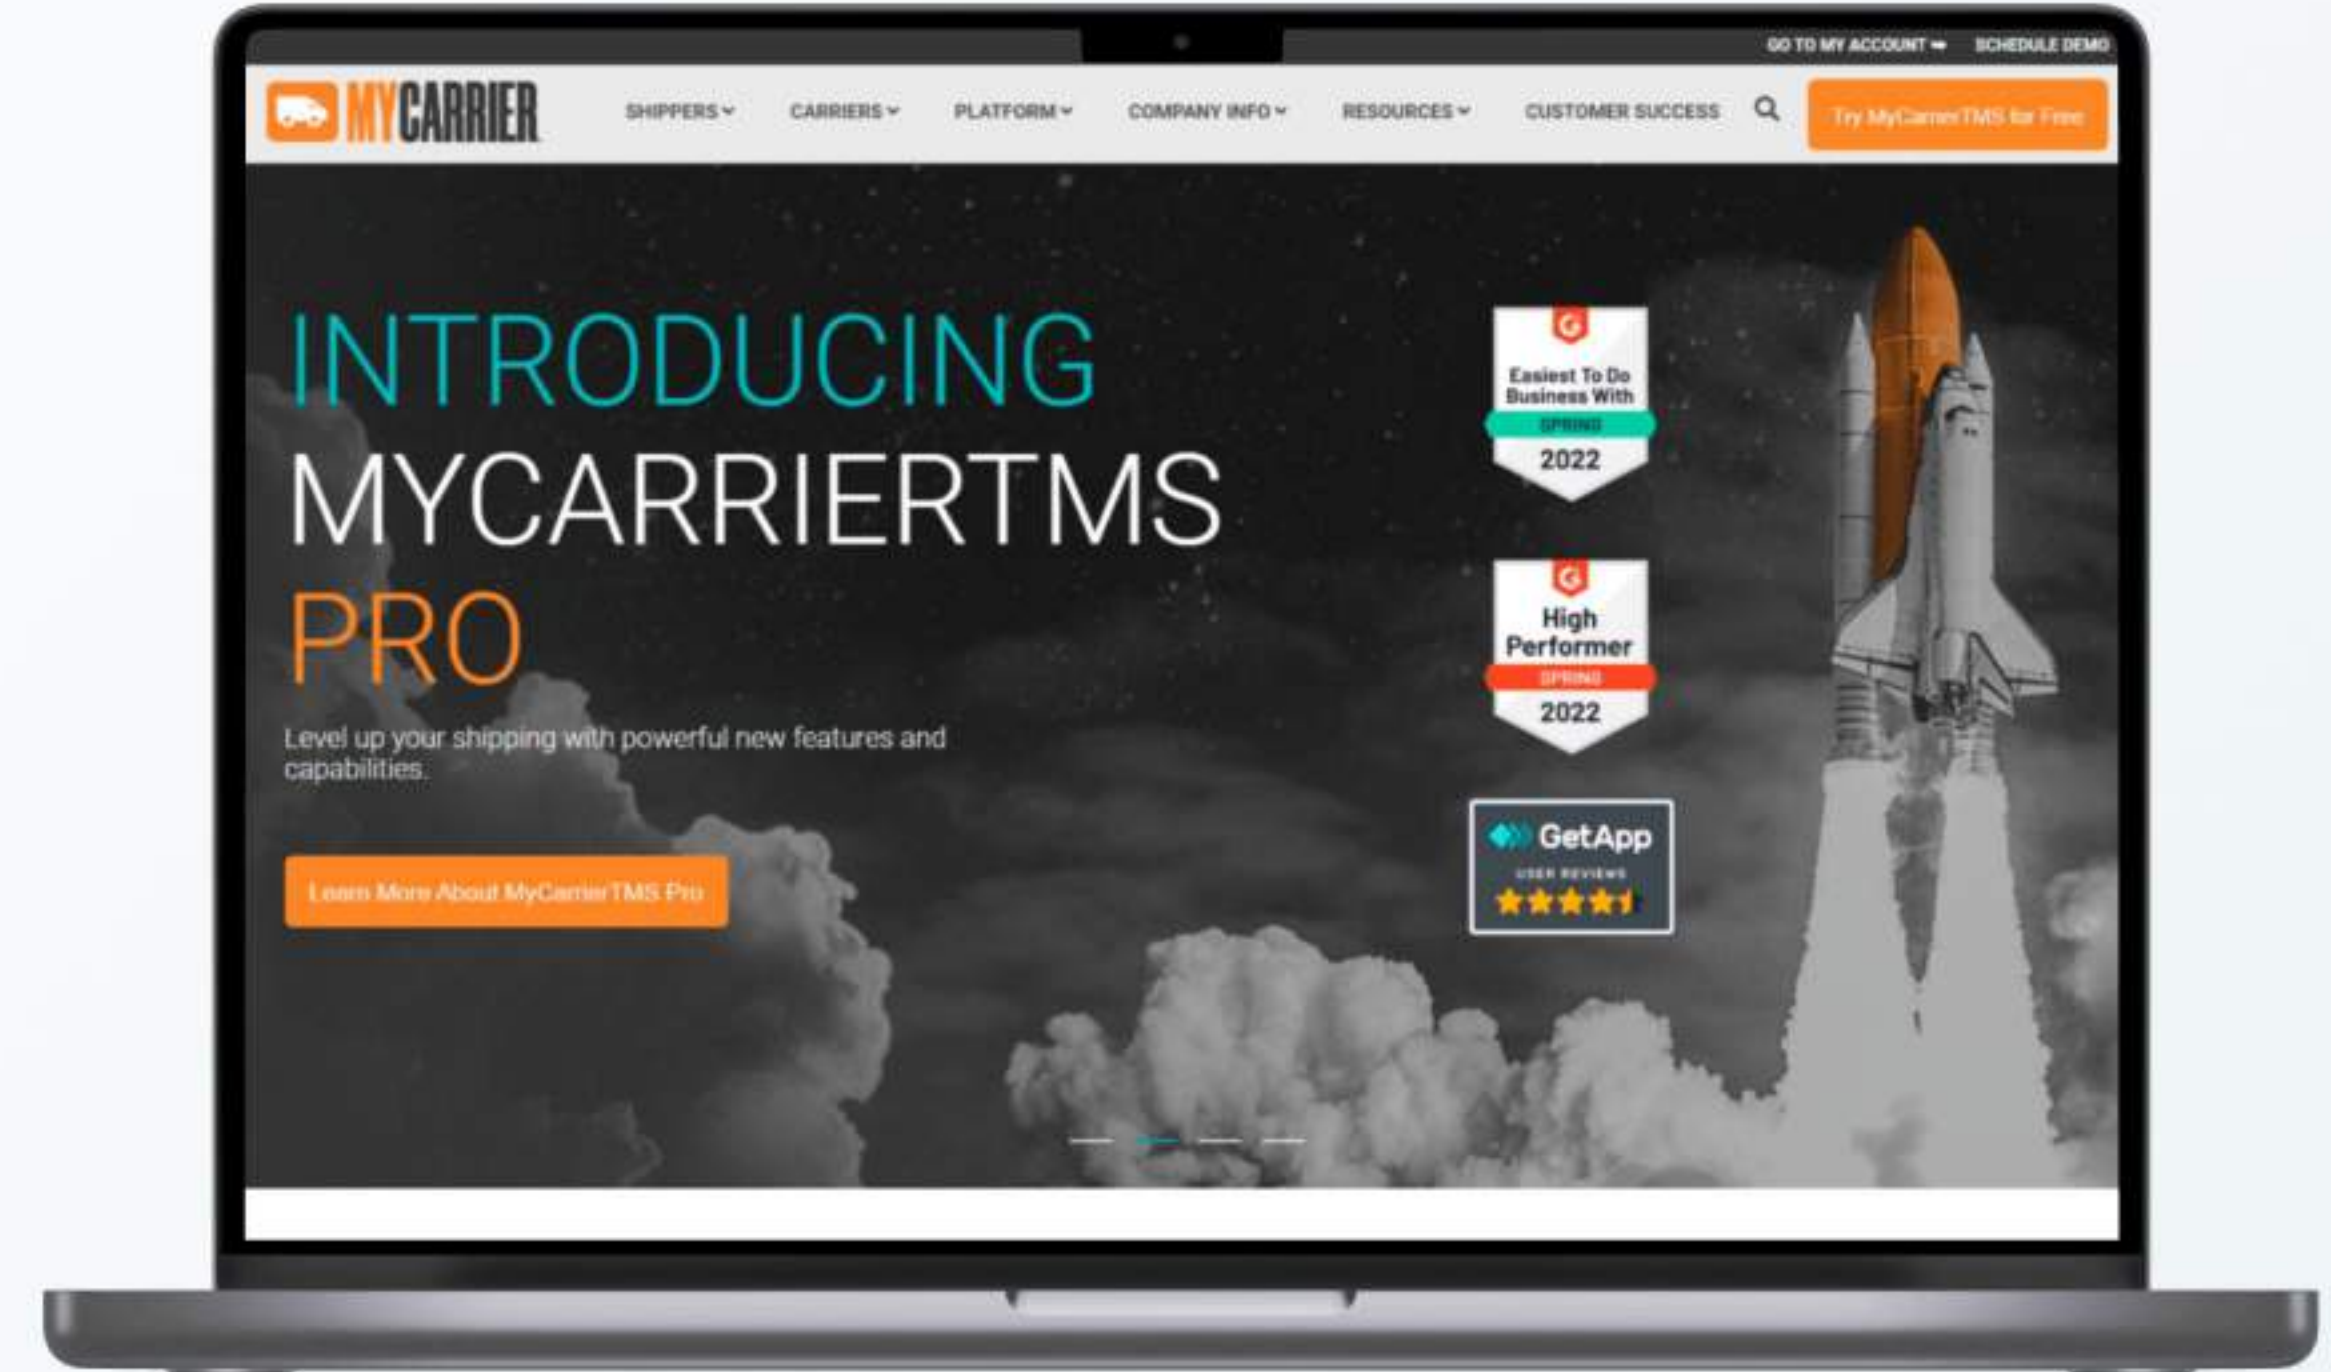 GO TO MY ACCOUNT ➡ SCHEDULE DEMO
MYCARRIER
SHIPPERS CARRIERS PLATFORM COMPANY INFO RESOURCES CUSTOMER SUCCESS
Try MyCarrierTMS for Free
INTRODUCING
MYCARRIERTMS
PRO
Level up your shipping with powerful new features and
capabilities.
Learn More About MyCarrierTMS Pro
G
Easiest To Do
Business With
SPRING
2022
G
High
Performer
SPRING
2022
GetApp
USER REVIEWS